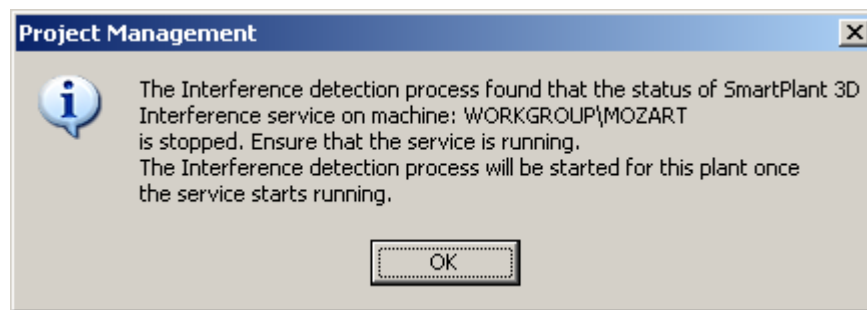 Project Management
The Interference detection process found that the status of SmartPlant 3D
Interference service on machine: WORKGROUP\MOZART
is stopped. Ensure that the service is running.
The Interference detection process will be started for this plant once
the service starts running.
OK